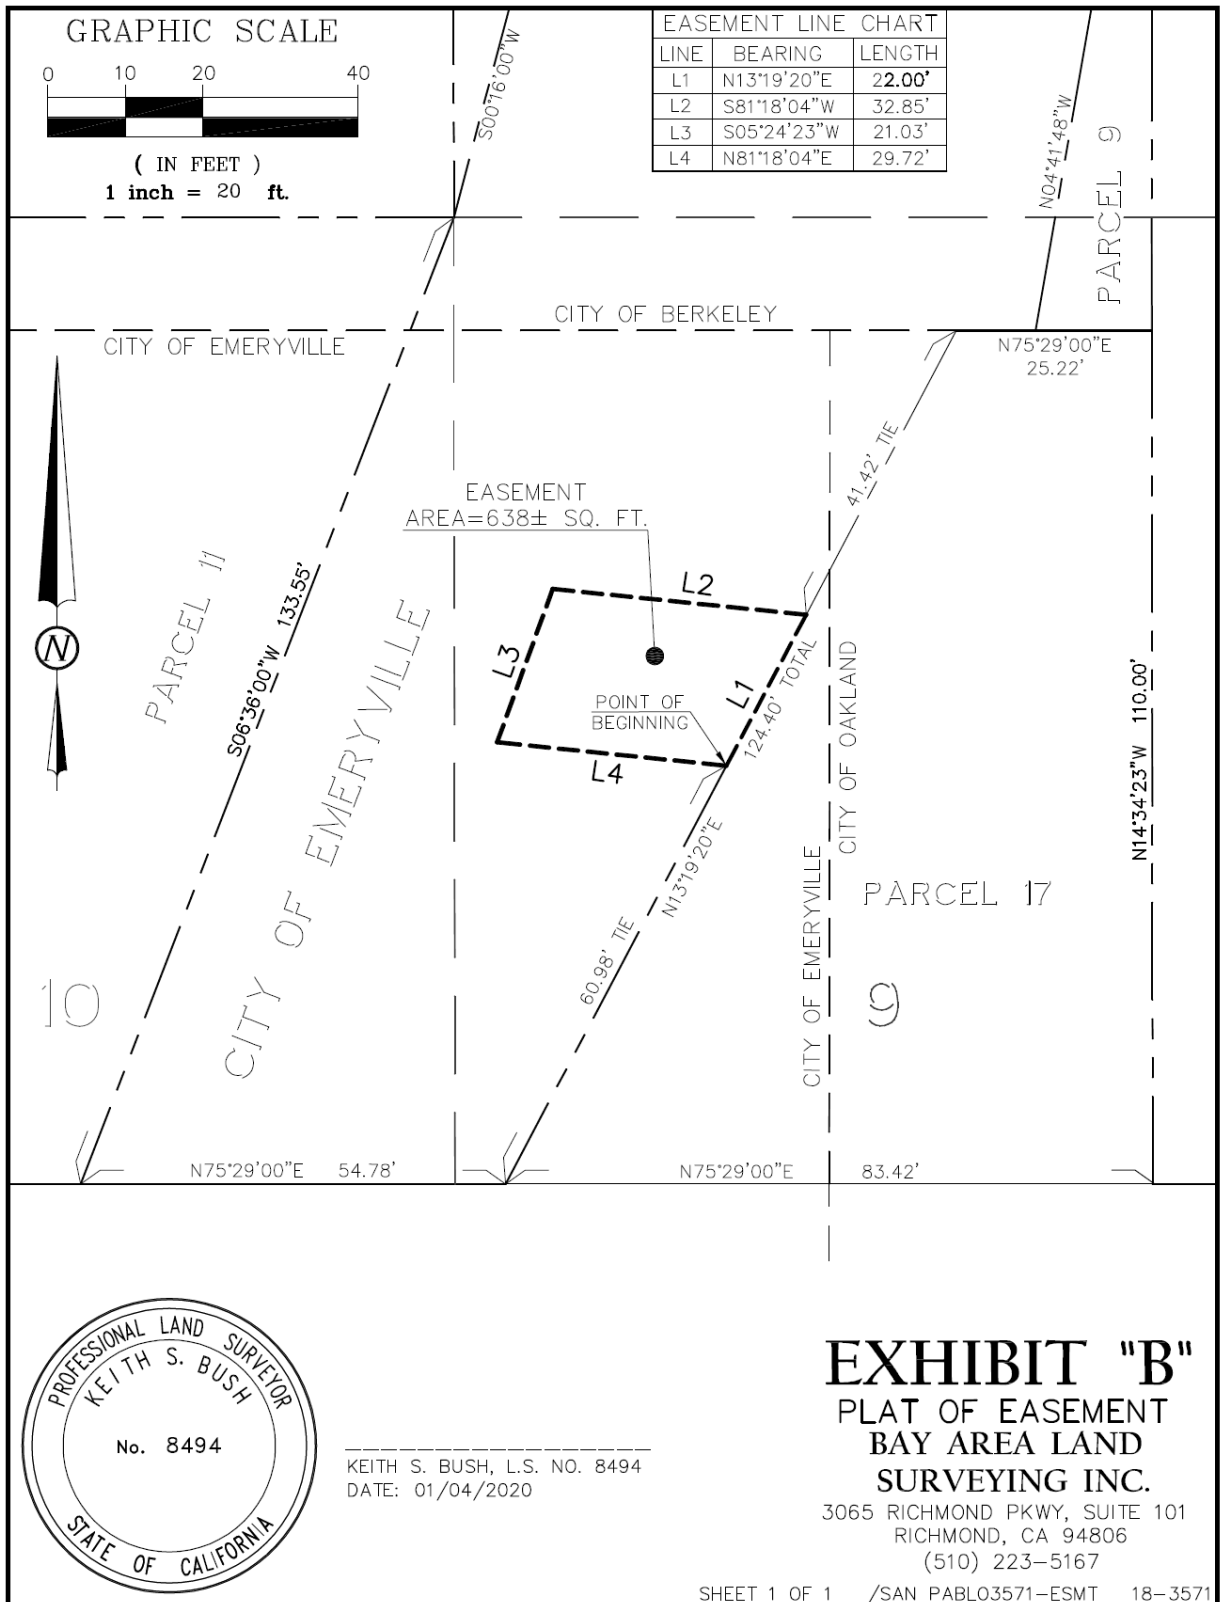 GRAPHIC SCALE
0 10 20 40
( IN FEET )
1 inch = 20 ft.
S00°16'00"W
EASEMENT LINE CHART
LINE BEARING LENGTH
L1 N13°19'20"E 22.00'
L2 S81°18'04"W 32.85'
L3 S05°24'23"W 21.03'
L4 N81°18'04"E 29.72'
N04°41'48"W
PARCEL 9
CITY OF BERKELEY
CITY OF EMERYVILLE
N75°29'00"E
25.22'
41.42' TIE
EASEMENT
AREA=638± SQ. FT.
PARCEL 11
S06°36'00"W 133.55'
CITY OF EMERYVILLE
L2
L3
L1
L4
POINT OF
BEGINNING
124.40' TOTAL
N13°19'20"E
60.98' TIE
CITY OF OAKLAND
CITY OF EMERYVILLE
N14°34'23"W 110.00'
PARCEL 17
N
10
9
N75°29'00"E 54.78'
N75°29'00"E 83.42'
PROFESSIONAL LAND SURVEYOR
KEITH S. BUSH
No. 8494
STATE OF CALIFORNIA
KEITH S. BUSH, L.S. NO. 8494
DATE: 01/04/2020
EXHIBIT "B"
PLAT OF EASEMENT
BAY AREA LAND
SURVEYING INC.
3065 RICHMOND PKWY, SUITE 101
RICHMOND, CA 94806
(510) 223-5167
SHEET 1 OF 1 /SAN PABLO3571-ESMT 18-3571